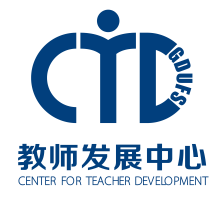 CTD
GDUFS
教师发展中心
CENTER FOR TEACHER DEVELOPMENT